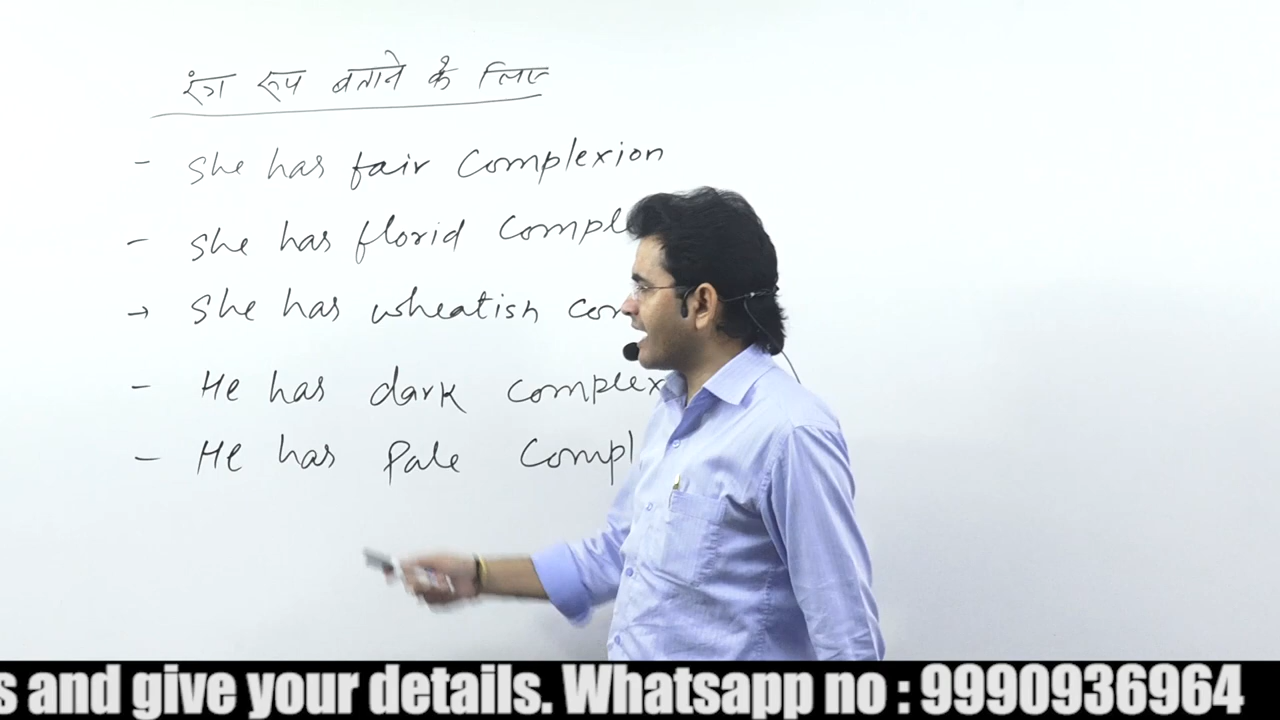 रंग रूप बताने के लिए
- She has fair Complexion
- She has florid Comple
→ She has wheatish com
- He has dark complex
- He has Pale Compl
s and give your details. Whatsapp no : 9990936964